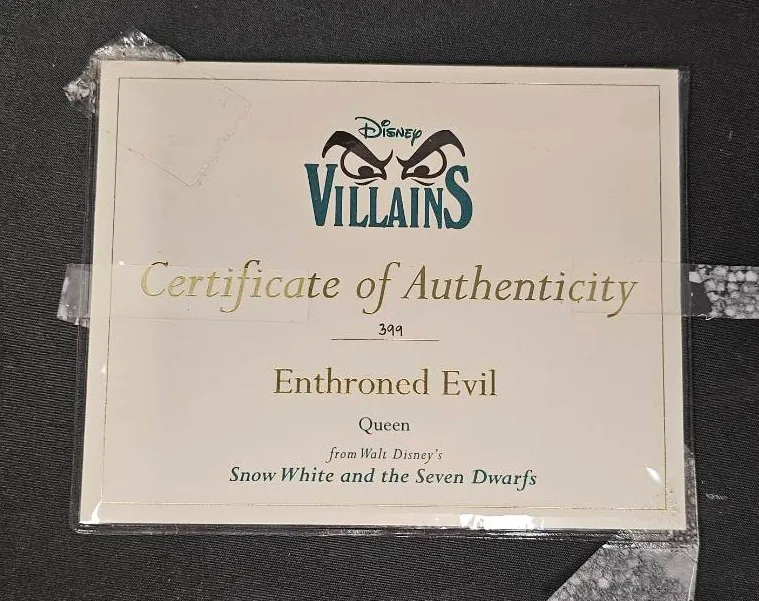 Disney
VILLAINS
Certificate of Authenticity
399
Enthroned Evil
Queen
from Walt Disney's
Snow White and the Seven Dwarfs